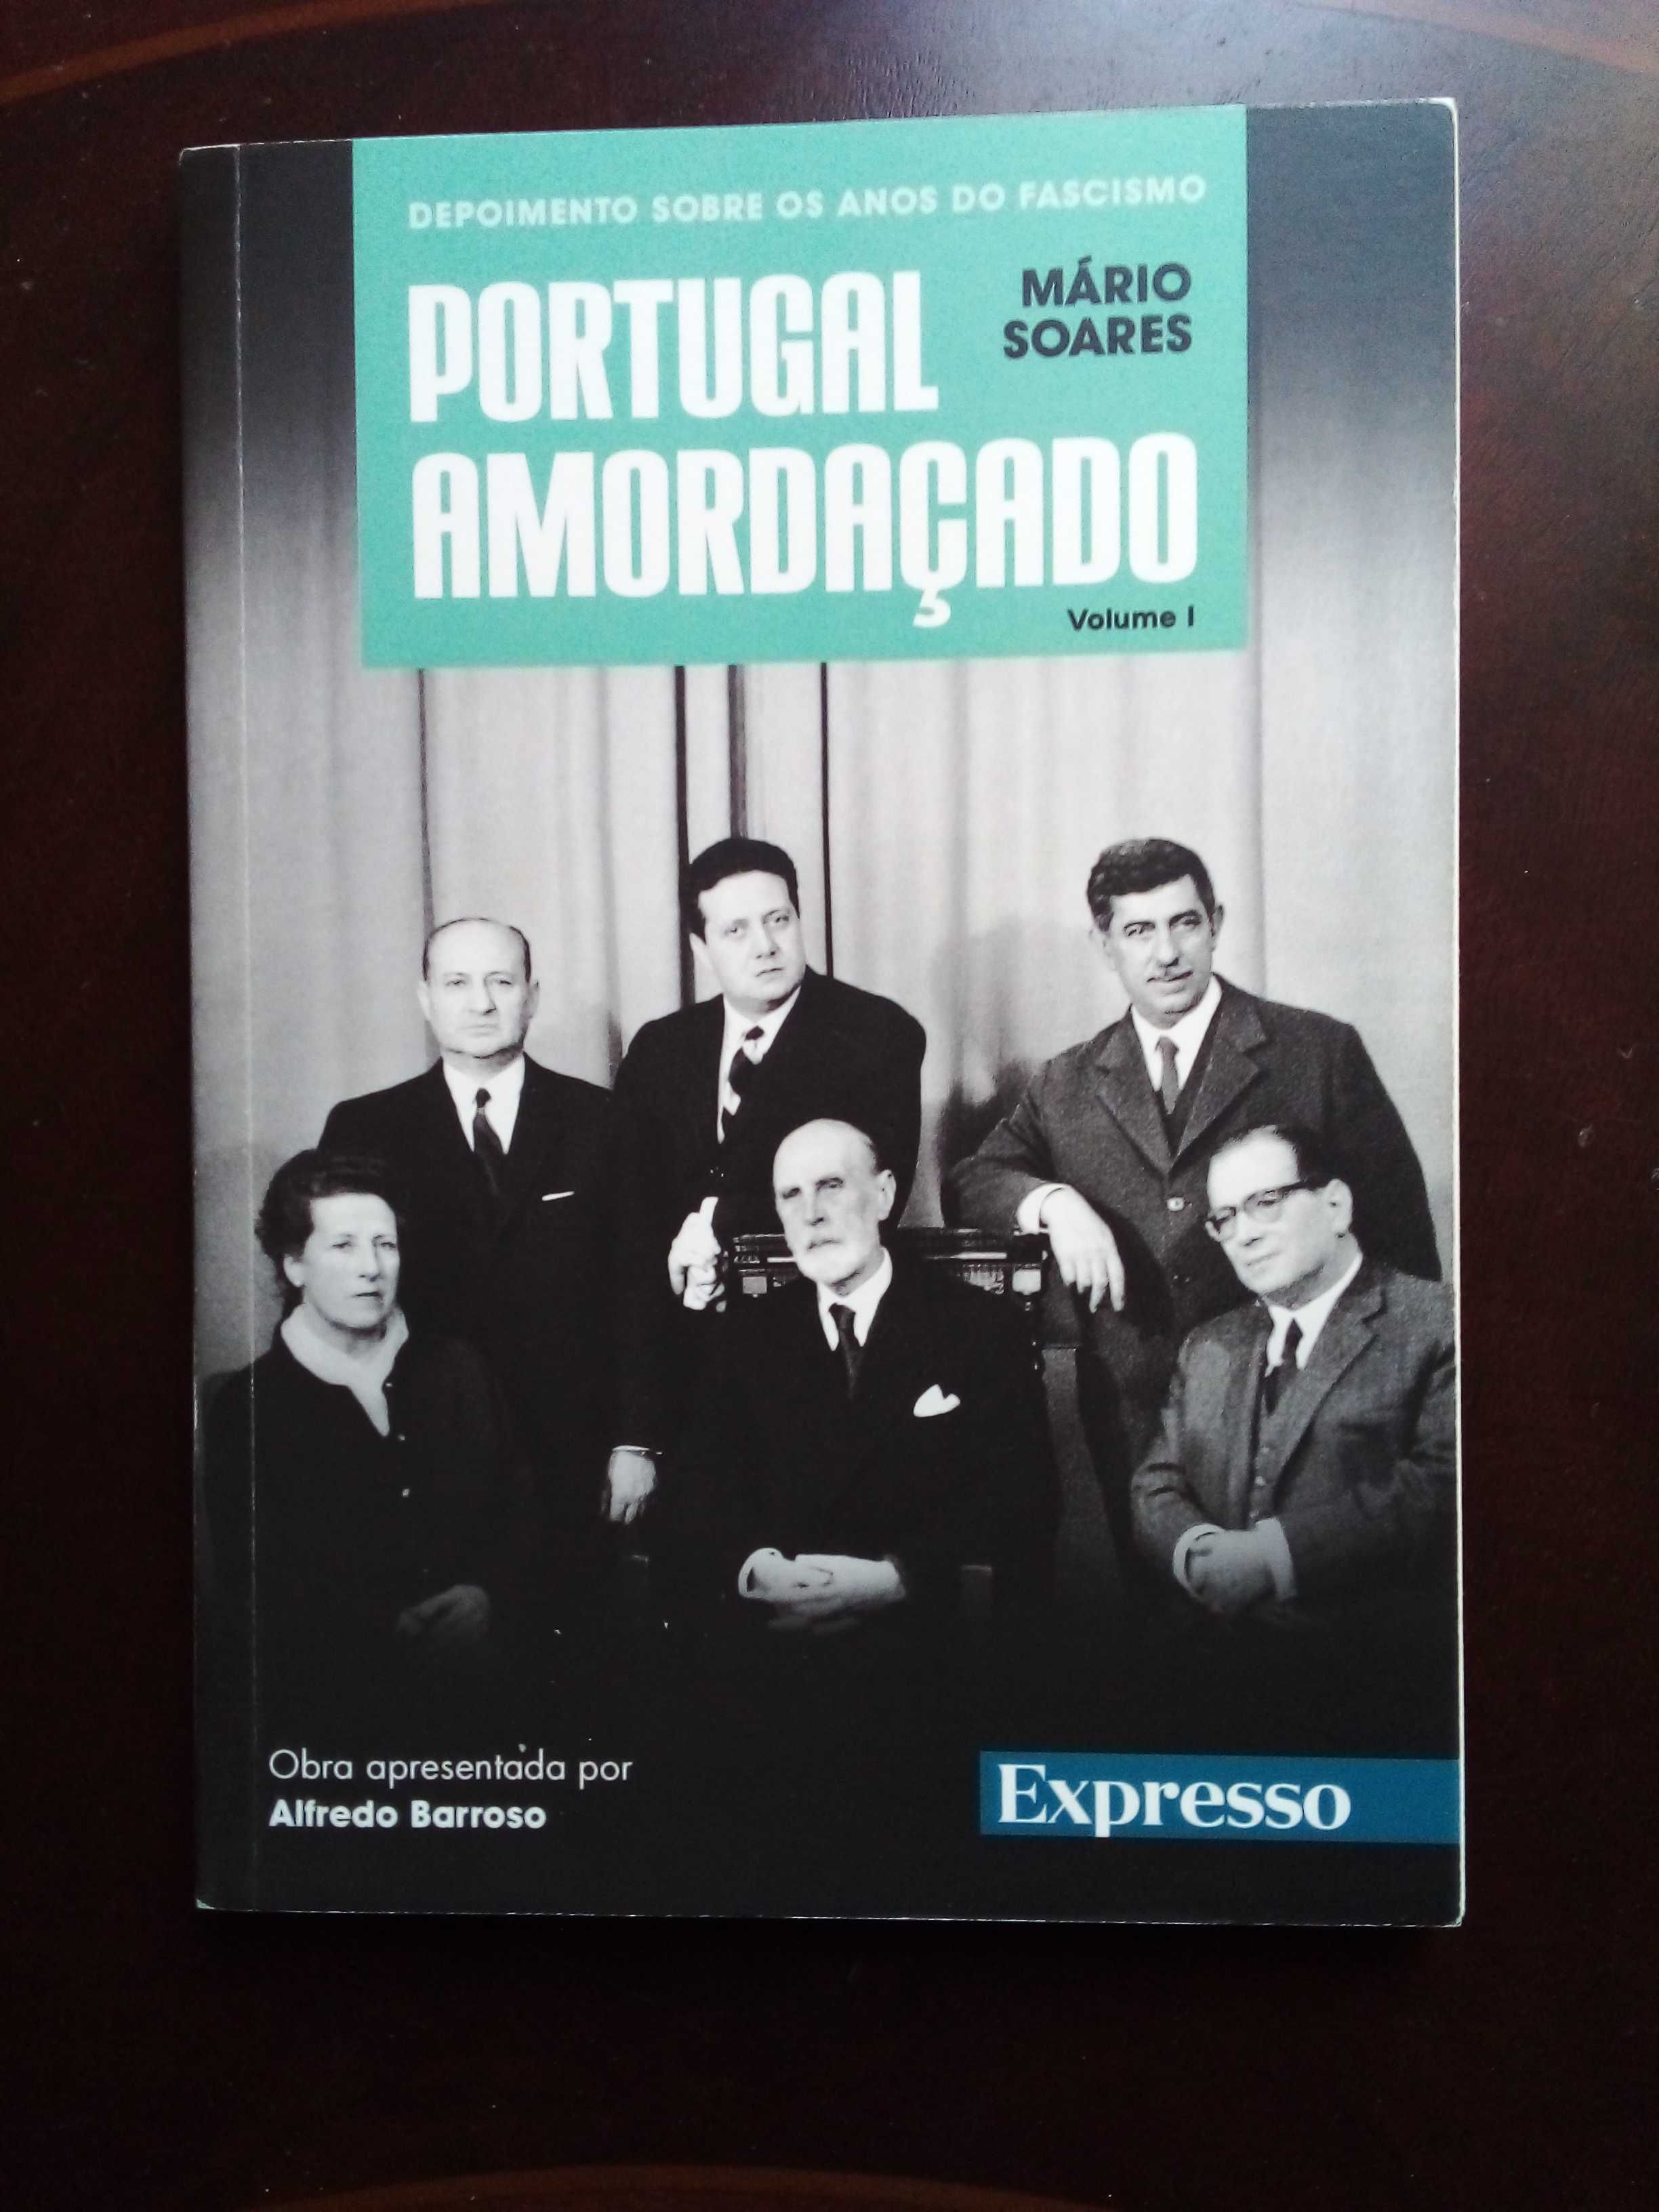 DEPOIMENTO SOBRE OS ANOS DO FASCISMO
MÁRIO
SOARES
PORTUGAL
AMORDAÇADO
Volume I
Obra apresentada por
Alfredo Barroso
Expresso